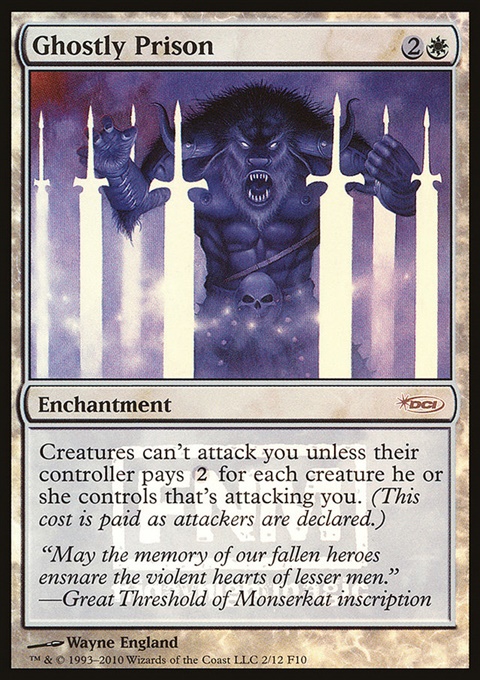 Ghostly Prison 2
Enchantment
DCI
Creatures can't attack you unless their
controller pays 2 for each creature he or
she controls that's attacking you. (This
cost is paid as attackers are declared.)
FNM
“May the memory of our fallen heroes
ensnare the violent hearts of lesser men.”
—Great Threshold of Monserkat inscription
Wayne England
™ & © 1993–2010 Wizards of the Coast LLC 2/12 F10